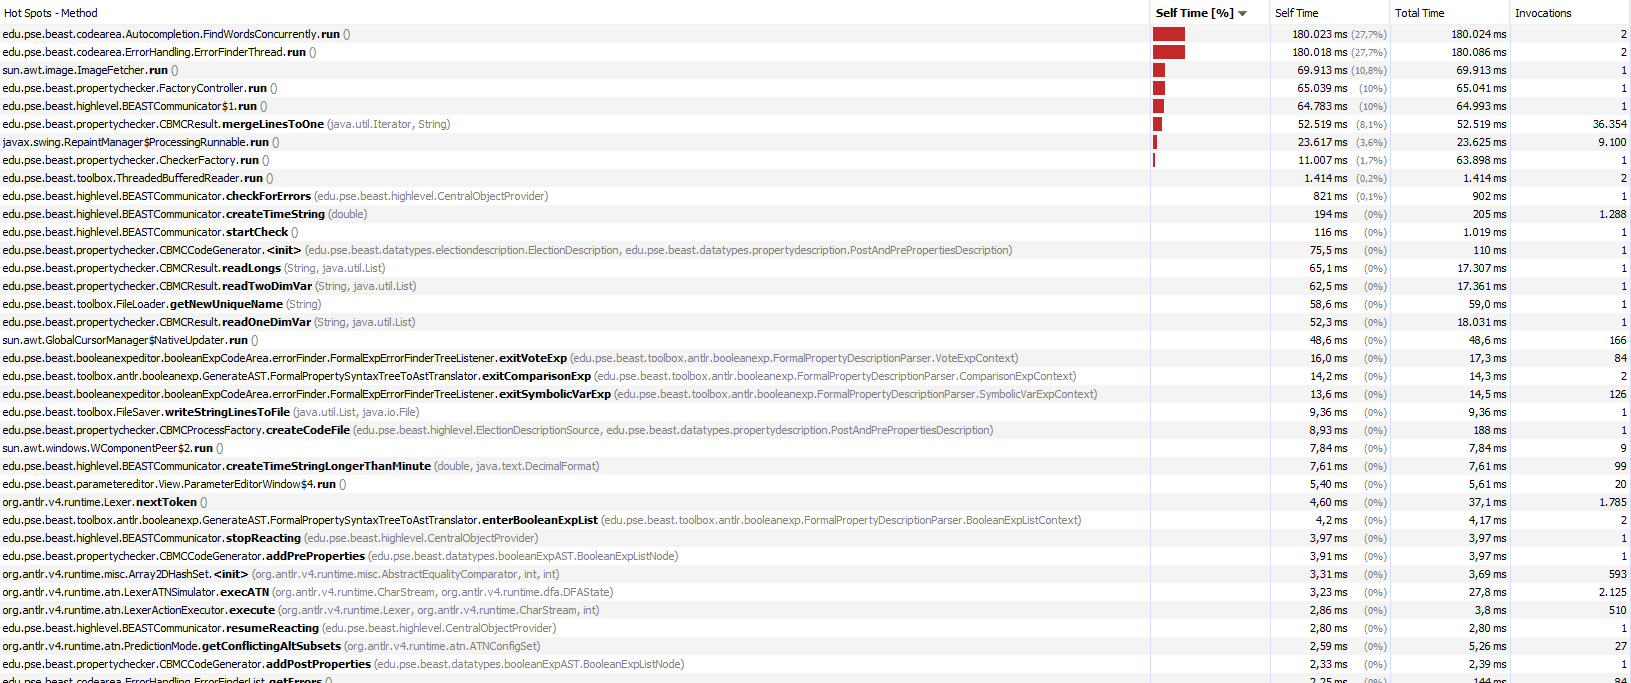 Hot Spots - Method Self Time [%] Self Time Total Time Invocations
edu.pse.beast.codearea.Autocompletion.FindWordsConcurrently.run () 180.023 ms (27,7%) 180.024 ms 2
edu.pse.beast.codearea.ErrorHandling.ErrorFinderThread.run () 180.018 ms (27,7%) 180.086 ms 2
sun.awt.image.ImageFetcher.run () 69.913 ms (10,8%) 69.913 ms 1
edu.pse.beast.propertychecker.FactoryController.run () 65.039 ms (10%) 65.041 ms 1
edu.pse.beast.highlevel.BEASTCommunicator$1.run () 64.783 ms (10%) 64.993 ms 1
edu.pse.beast.propertychecker.CBMCResult.mergeLinesToOne (java.util.Iterator, String) 52.519 ms (8,1%) 52.519 ms 36.354
javax.swing.RepaintManager$ProcessingRunnable.run () 23.617 ms (3,6%) 23.625 ms 9.100
edu.pse.beast.propertychecker.CheckerFactory.run () 11.007 ms (1,7%) 63.898 ms 1
edu.pse.beast.toolbox.ThreadedBufferedReader.run () 1.414 ms (0,2%) 1.414 ms 2
edu.pse.beast.highlevel.BEASTCommunicator.checkForErrors (edu.pse.beast.highlevel.CentralObjectProvider) 821 ms (0,1%) 902 ms 1
edu.pse.beast.highlevel.BEASTCommunicator.createTimeString (double) 194 ms (0%) 205 ms 1.288
edu.pse.beast.highlevel.BEASTCommunicator.startCheck () 116 ms (0%) 1.019 ms 1
edu.pse.beast.propertychecker.CBMCCodeGenerator.<init> (edu.pse.beast.datatypes.electiondescription.ElectionDescription, edu.pse.beast.datatypes.propertydescription.PostAndPrePropertiesDescription) 75,5 ms (0%) 110 ms 1
edu.pse.beast.propertychecker.CBMCResult.readLongs (String, java.util.List) 65,1 ms (0%) 17.307 ms 1
edu.pse.beast.propertychecker.CBMCResult.readTwoDimVar (String, java.util.List) 62,5 ms (0%) 17.361 ms 1
edu.pse.beast.toolbox.FileLoader.getNewUniqueName (String) 58,6 ms (0%) 59,0 ms 1
edu.pse.beast.propertychecker.CBMCResult.readOneDimVar (String, java.util.List) 52,3 ms (0%) 18.031 ms 1
sun.awt.GlobalCursorManager$NativeUpdater.run () 48,6 ms (0%) 48,6 ms 166
edu.pse.beast.booleanexpeditor.booleanExpCodeArea.errorFinder.FormalExpErrorFinderTreeListener.exitVoteExp (edu.pse.beast.toolbox.antlr.booleanexp.FormalPropertyDescriptionParser.VoteExpContext) 16,0 ms (0%) 17,3 ms 84
edu.pse.beast.toolbox.antlr.booleanexp.GenerateAST.FormalPropertySyntaxTreeToAstTranslator.exitComparisonExp (edu.pse.beast.toolbox.antlr.booleanexp.FormalPropertyDescriptionParser.ComparisonExpContext) 14,2 ms (0%) 14,3 ms 2
edu.pse.beast.booleanexpeditor.booleanExpCodeArea.errorFinder.FormalExpErrorFinderTreeListener.exitSymbolicVarExp (edu.pse.beast.toolbox.antlr.booleanexp.FormalPropertyDescriptionParser.SymbolicVarExpContext) 13,6 ms (0%) 14,5 ms 126
edu.pse.beast.toolbox.FileSaver.writeStringLinesToFile (java.util.List, java.io.File) 9,36 ms (0%) 9,36 ms 1
edu.pse.beast.propertychecker.CBMCProcessFactory.createCodeFile (edu.pse.beast.highlevel.ElectionDescriptionSource, edu.pse.beast.datatypes.propertydescription.PostAndPrePropertiesDescription) 8,93 ms (0%) 188 ms 1
sun.awt.windows.WComponentPeer$2.run () 7,84 ms (0%) 7,84 ms 9
edu.pse.beast.highlevel.BEASTCommunicator.createTimeStringLongerThanMinute (double, java.text.DecimalFormat) 7,61 ms (0%) 7,61 ms 99
edu.pse.beast.parametereditor.View.ParameterEditorWindow$4.run () 5,40 ms (0%) 5,61 ms 20
org.antlr.v4.runtime.Lexer.nextToken () 4,60 ms (0%) 37,1 ms 1.785
edu.pse.beast.toolbox.antlr.booleanexp.GenerateAST.FormalPropertySyntaxTreeToAstTranslator.enterBooleanExpList (edu.pse.beast.toolbox.antlr.booleanexp.FormalPropertyDescriptionParser.BooleanExpListContext) 4,2 ms (0%) 4,17 ms 2
edu.pse.beast.highlevel.BEASTCommunicator.stopReacting (edu.pse.beast.highlevel.CentralObjectProvider) 3,97 ms (0%) 3,97 ms 1
edu.pse.beast.propertychecker.CBMCCodeGenerator.addPreProperties (edu.pse.beast.datatypes.booleanExpAST.BooleanExpListNode) 3,91 ms (0%) 3,97 ms 1
org.antlr.v4.runtime.misc.Array2DHashSet.<init> (org.antlr.v4.runtime.misc.AbstractEqualityComparator, int, int) 3,31 ms (0%) 3,69 ms 593
org.antlr.v4.runtime.atn.LexerATNSimulator.execATN (org.antlr.v4.runtime.CharStream, org.antlr.v4.runtime.dfa.DFAState) 3,23 ms (0%) 27,8 ms 2.125
org.antlr.v4.runtime.atn.LexerActionExecutor.execute (org.antlr.v4.runtime.Lexer, org.antlr.v4.runtime.CharStream, int) 2,86 ms (0%) 3,8 ms 510
edu.pse.beast.highlevel.BEASTCommunicator.resumeReacting (edu.pse.beast.highlevel.CentralObjectProvider) 2,80 ms (0%) 2,80 ms 1
org.antlr.v4.runtime.atn.PredictionMode.getConflictingAltSubsets (org.antlr.v4.runtime.atn.ATNConfigSet) 2,59 ms (0%) 5,26 ms 27
edu.pse.beast.propertychecker.CBMCCodeGenerator.addPostProperties (edu.pse.beast.datatypes.booleanExpAST.BooleanExpListNode) 2,33 ms (0%) 2,39 ms 1
edu.pse.beast.codearea.ErrorHandling.ErrorFinderList.getErrors () 2,25 ms (0%) 144 ms 84